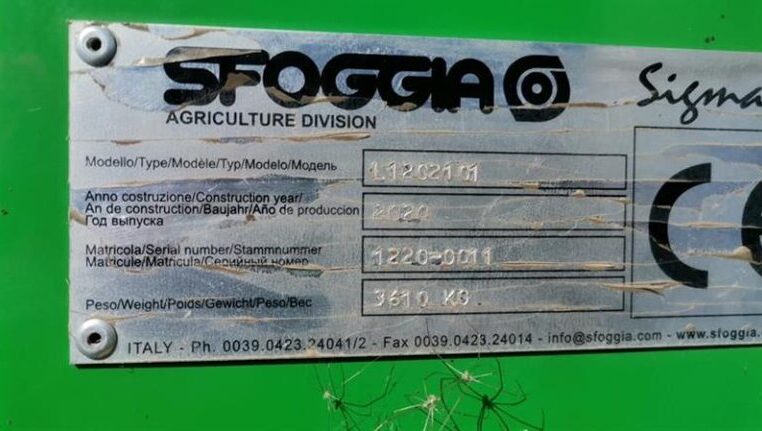 SFOGGIA Sigma
AGRICULTURE DIVISION
Modello/Type/Modèle/Typ/Modelo/Модель 11202101
Anno costruzione/Construction year/
An de construction/Baujahr/Año de produccion 2020
Год выпуска
Matricola/Serial number/Stammnummer 1220-0011
Matricule/Matricula/Серийный номер
Peso/Weight/Poids/Gewicht/Peso/Вес 3610 KG.
CE
ITALY - Ph. 0039.0423.24041/2 - Fax 0039.0423.24014 - info@sfoggia.com - www.sfoggia.